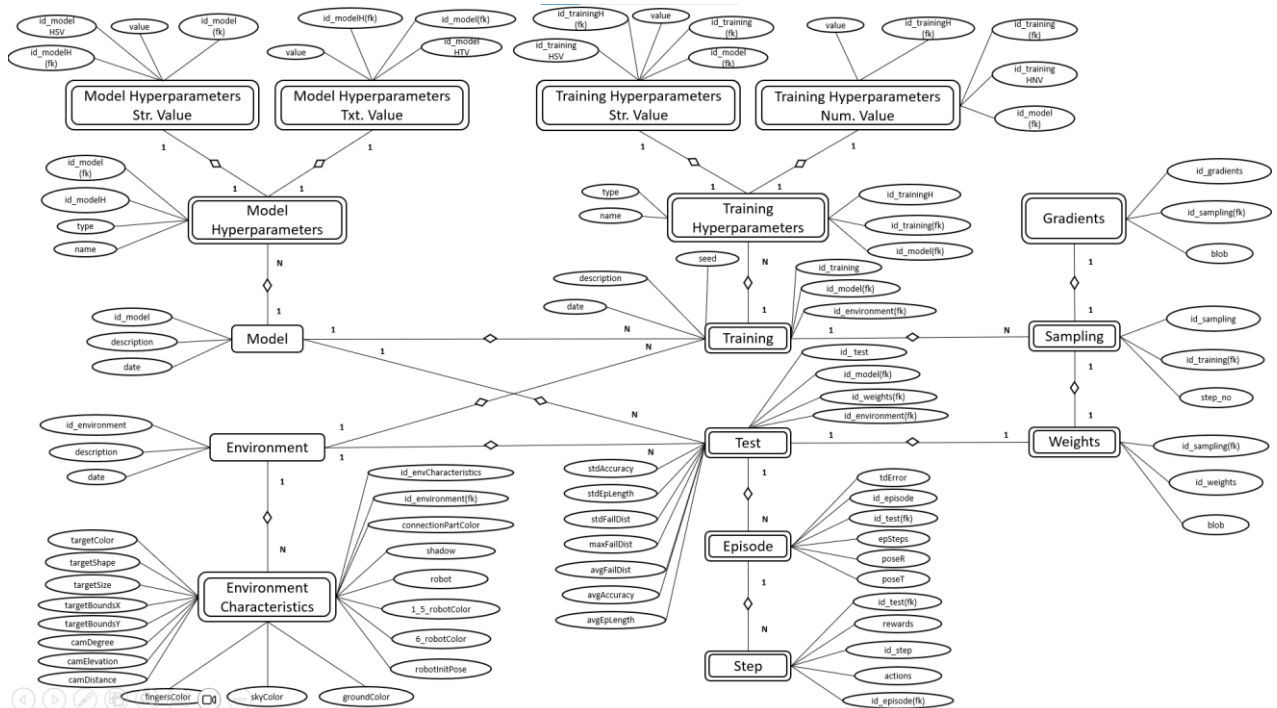 id_model
HSV
value
id_model
(fk)
id_modelH
(fk)
id_modelH(fk)
id_model(fk)
value
id_model
HTV
id_trainingH
(fk)
value
id_training
(fk)
id_training
HSV
id_model
(fk)
value
id_trainingH
(fk)
id_training
(fk)
id_training
HNV
id_model
(fk)
Model Hyperparameters
Str. Value
Model Hyperparameters
Txt. Value
Training Hyperparameters
Str. Value
Training Hyperparameters
Num. Value
1
1
1
1
1
1
1
1
id_model
(fk)
id_modelH
type
name
Model
Hyperparameters
type
name
Training
Hyperparameters
id_trainingH
id_training(fk)
id_model(fk)
Gradients
id_gradients
id_sampling(fk)
blob
N
1
N
1
1
1
seed
description
date
id_training
id_model(fk)
id_environment(fk)
id_model
description
date
Model
1
N
Training
1
N
Sampling
id_sampling
id_training(fk)
step_no
1
N
1
N
1
1
id_ test
id_model(fk)
id_weights(fk)
id_environment(fk)
id_environment
description
date
Environment
1
N
Test
1
1
Weights
id_sampling(fk)
id_weights
blob
1
N
id_envCharacteristics
id_environment(fk)
connectionPartColor
shadow
robot
1_5_robotColor
6_robotColor
robotInitPose
targetColor
targetShape
targetSize
targetBoundsX
targetBoundsY
camDegree
camElevation
camDistance
Environment
Characteristics
fingersColor
skyColor
groundColor
stdAccuracy
stdEpLength
stdFailDist
maxFailDist
avgFailDist
avgAccuracy
avgEpLength
1
N
Episode
tdError
id_episode
id_test(fk)
epSteps
poseR
poseT
1
N
Step
id_test(fk)
rewards
id_step
actions
id_episode(fk)